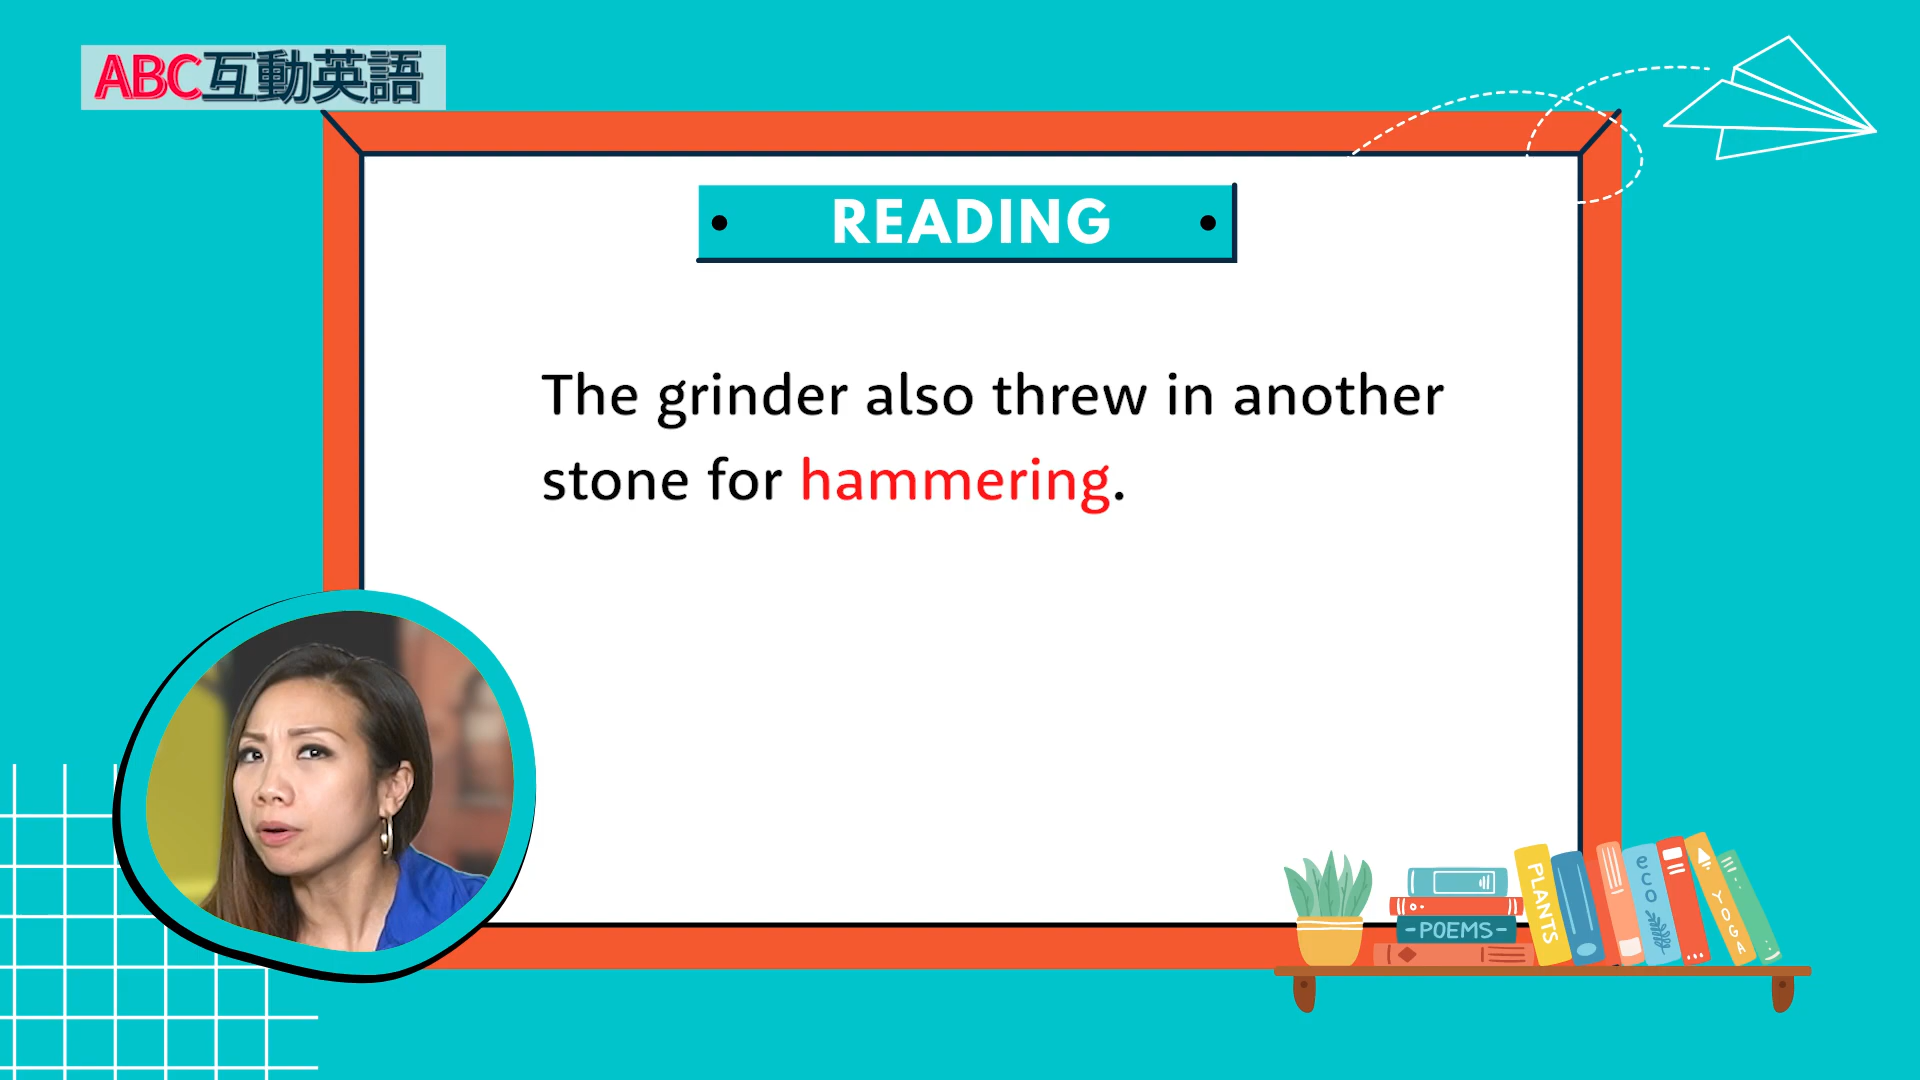 ABC互動英語
READING
The grinder also threw in another
stone for hammering.
POEMS
PLANTS
eco
YOGA